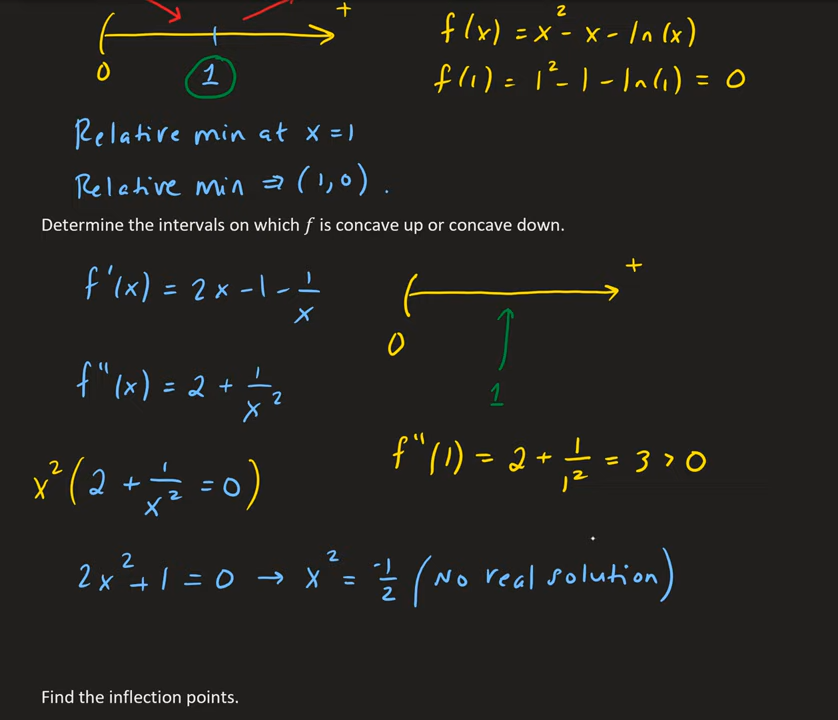 +
f(x) = x² - x - ln(x)
0 1
f(1) = 1² - 1 - ln(1) = 0
Relative min at x = 1
Relative min ⇒ (1,0).
Determine the intervals on which f is concave up or concave down.
f'(x) = 2x - 1 - 1/x
+
0
1
f"(x) = 2 + 1/x²
f"(1) = 2 + 1/1² = 3 > 0
x² (2 + 1/x² = 0)
2x² + 1 = 0 → x² = -1/2 (No real solution)
Find the inflection points.